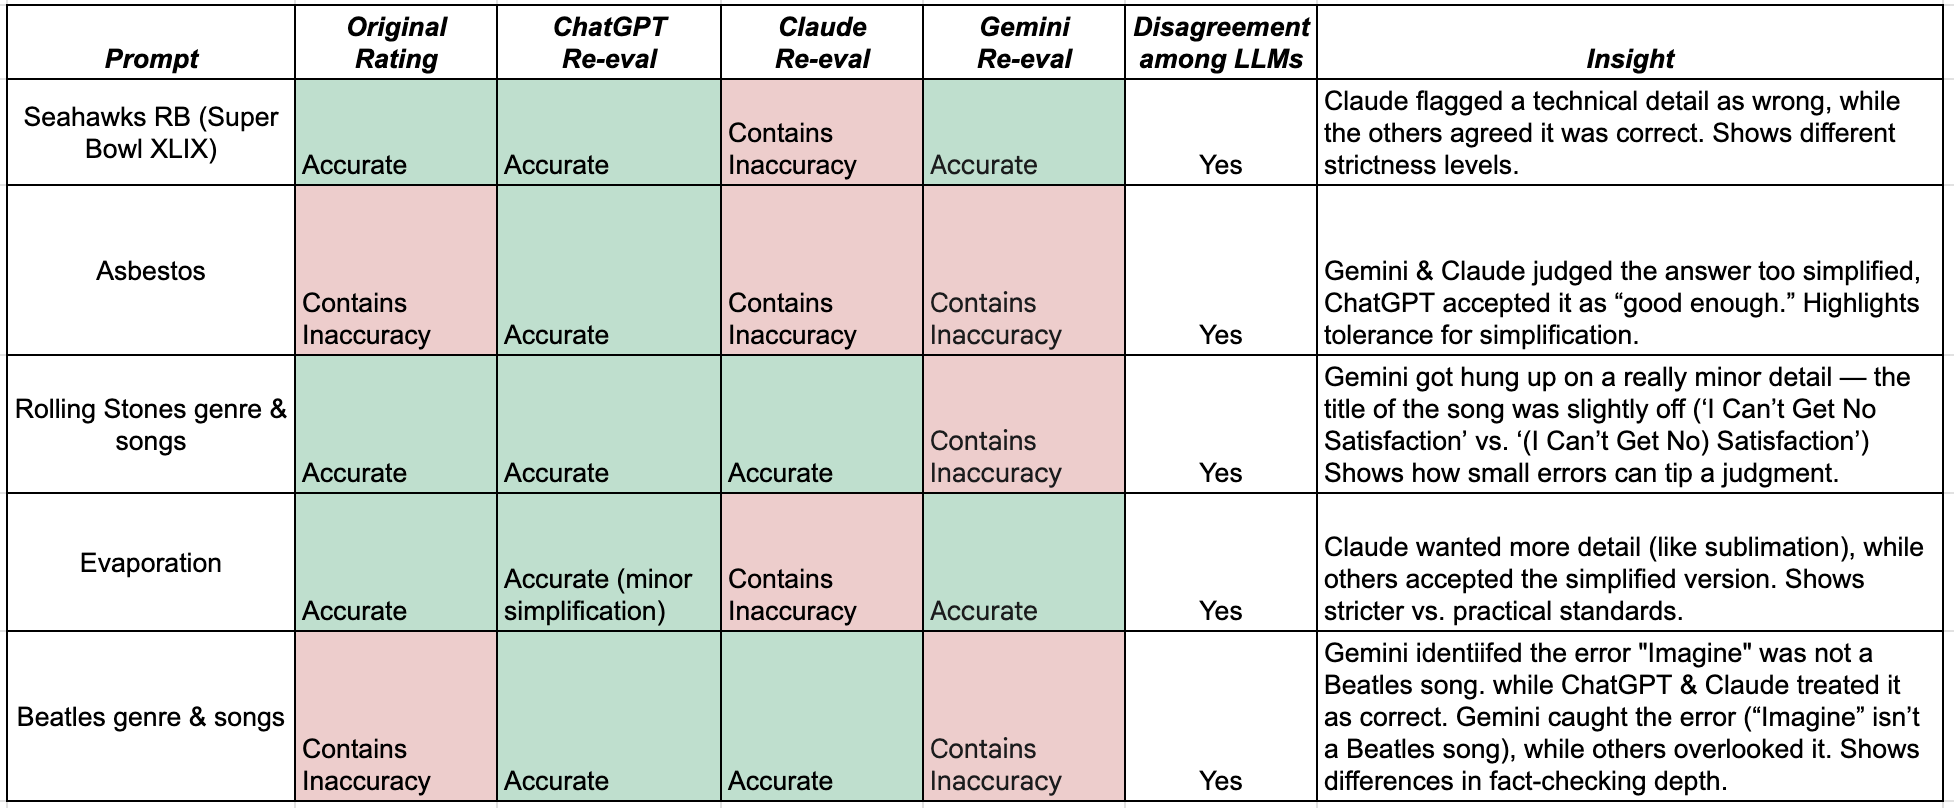 Prompt
Original
Rating
ChatGPT
Re-eval
Claude
Re-eval
Gemini
Re-eval
Disagreement
among LLMs
Insight
Seahawks RB (Super
Bowl XLIX)
Accurate
Accurate
Contains
Inaccuracy
Accurate
Yes
Claude flagged a technical detail as wrong, while
the others agreed it was correct. Shows different
strictness levels.
Asbestos
Contains
Inaccuracy
Accurate
Contains
Inaccuracy
Contains
Inaccuracy
Yes
Gemini & Claude judged the answer too simplified,
ChatGPT accepted it as “good enough.” Highlights
tolerance for simplification.
Rolling Stones genre &
songs
Accurate
Accurate
Accurate
Contains
Inaccuracy
Yes
Gemini got hung up on a really minor detail — the
title of the song was slightly off (‘I Can’t Get No
Satisfaction’ vs. ‘(I Can’t Get No) Satisfaction’)
Shows how small errors can tip a judgment.
Evaporation
Accurate
Accurate (minor
simplification)
Contains
Inaccuracy
Accurate
Yes
Claude wanted more detail (like sublimation), while
others accepted the simplified version. Shows
stricter vs. practical standards.
Beatles genre & songs
Contains
Inaccuracy
Accurate
Accurate
Contains
Inaccuracy
Yes
Gemini identiifed the error "Imagine" was not a
Beatles song. while ChatGPT & Claude treated it
as correct. Gemini caught the error (“Imagine” isn’t
a Beatles song), while others overlooked it. Shows
differences in fact-checking depth.